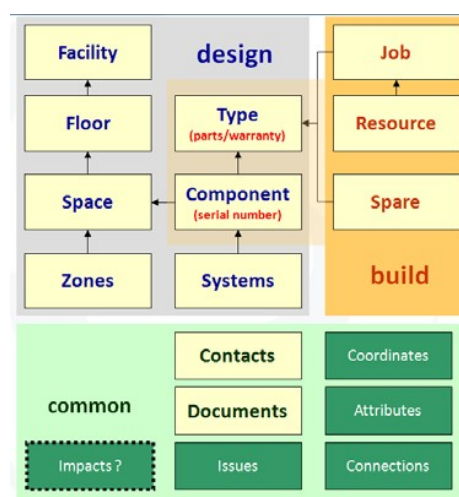 Facility
design
Job
Floor
Type
(parts/warranty)
Resource
Space
Component
(serial number)
Spare
Zones
Systems
build
Contacts
Coordinates
common
Documents
Attributes
Impacts ?
Issues
Connections